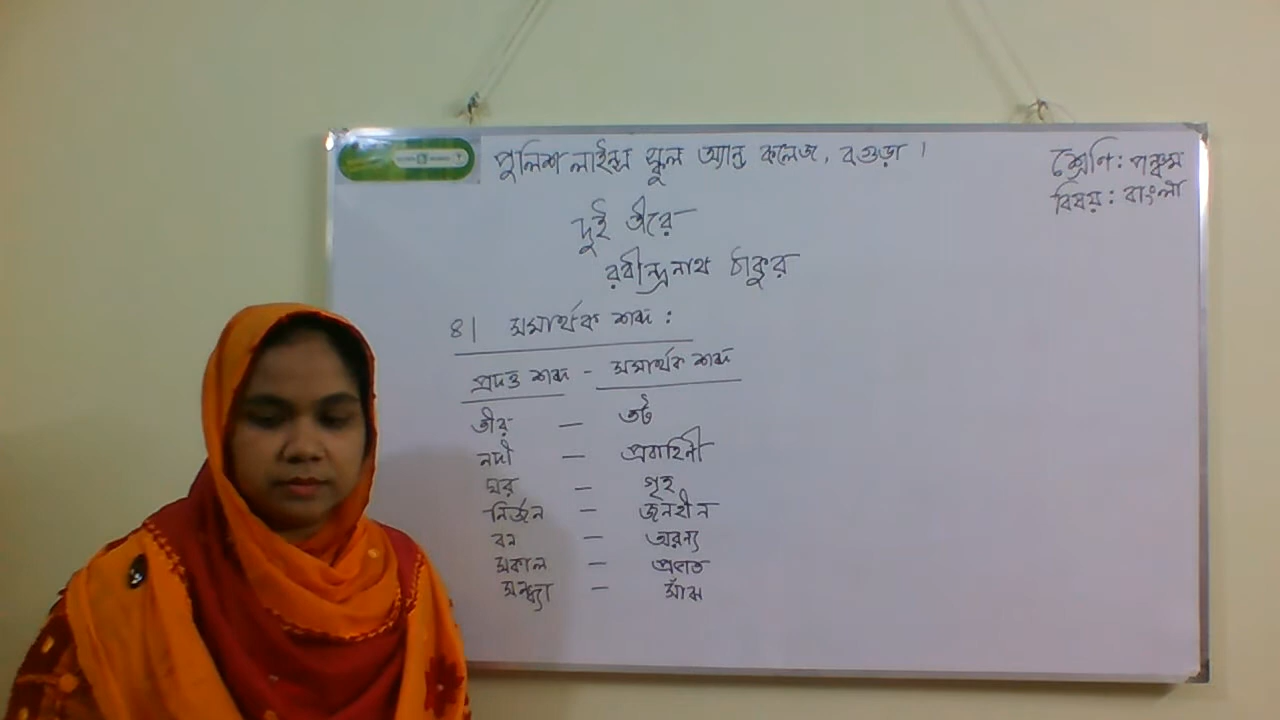 পুলিশ লাইন্স স্কুল অ্যান্ড কলেজ, বগুড়া।
শ্রেণি: পঞ্চম
বিষয়: বাংলা
দুই তীরে
রবীন্দ্রনাথ ঠাকুর
৪। সমার্থক শব্দ:
প্রদত্ত শব্দ - সমার্থক শব্দ
তীর — তট
নদী — প্রবাহিনী
ঘর — গৃহ
নির্জন — জনহীন
বন — অরন্য
সকাল — প্রভাত
সন্ধ্যা — সাঁঝ